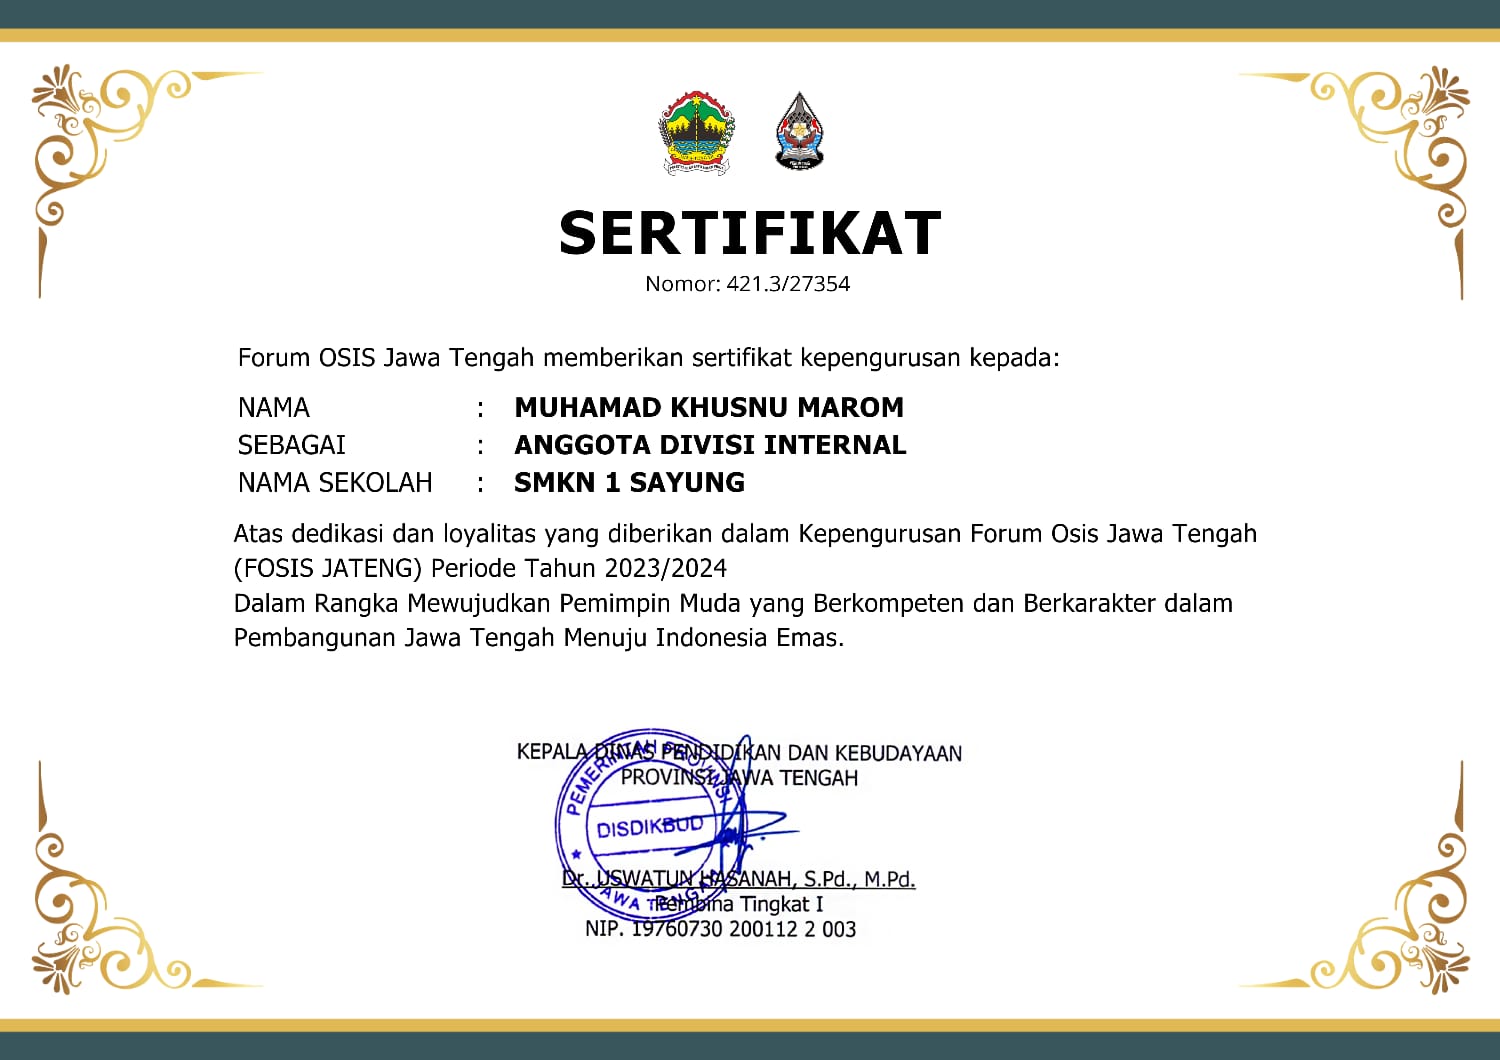 SERTIFIKAT
Nomor: 421.3/27354
Forum OSIS Jawa Tengah memberikan sertifikat kepengurusan kepada:
NAMA : MUHAMAD KHUSNU MAROM
SEBAGAI : ANGGOTA DIVISI INTERNAL
NAMA SEKOLAH : SMKN 1 SAYUNG
Atas dedikasi dan loyalitas yang diberikan dalam Kepengurusan Forum Osis Jawa Tengah
(FOSIS JATENG) Periode Tahun 2023/2024
Dalam Rangka Mewujudkan Pemimpin Muda yang Berkompeten dan Berkarakter dalam
Pembangunan Jawa Tengah Menuju Indonesia Emas.
KEPALA DINAS PENDIDIKAN DAN KEBUDAYAAN
PROVINSI JAWA TENGAH
PEMERINTAH PROVINSI
DISDIKBUD
JAWA TENGAH
Dr. USWATUN HASANAH, S.Pd., M.Pd.
Pembina Tingkat I
NIP. 19760730 200112 2 003